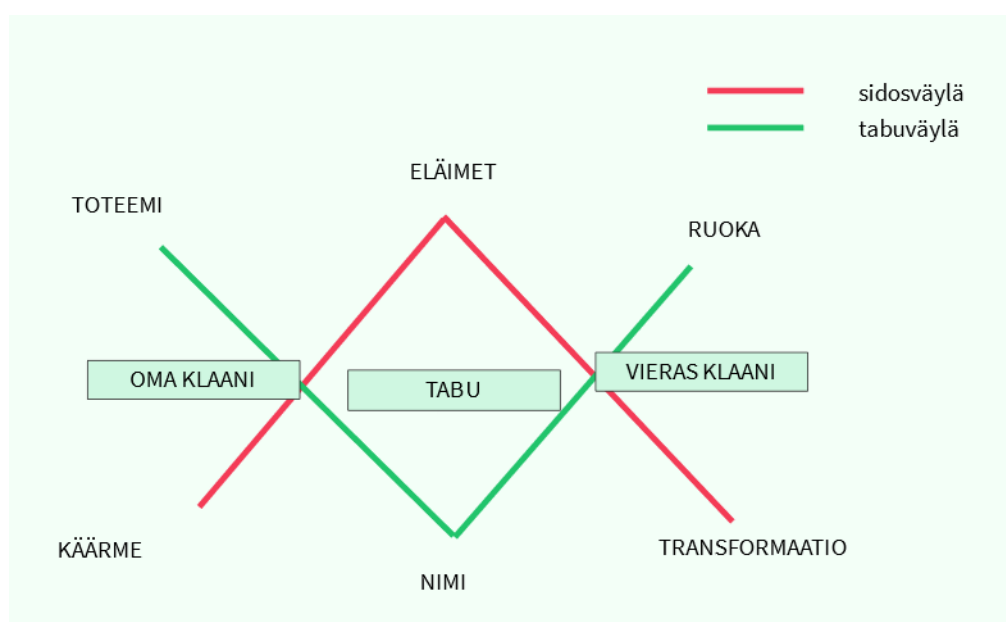 sidosväylä
tabuväylä
ELÄIMET
TOTEEMI
RUOKA
OMA KLAANI
TABU
VIERAS KLAANI
KÄÄRME
NIMI
TRANSFORMAATIO